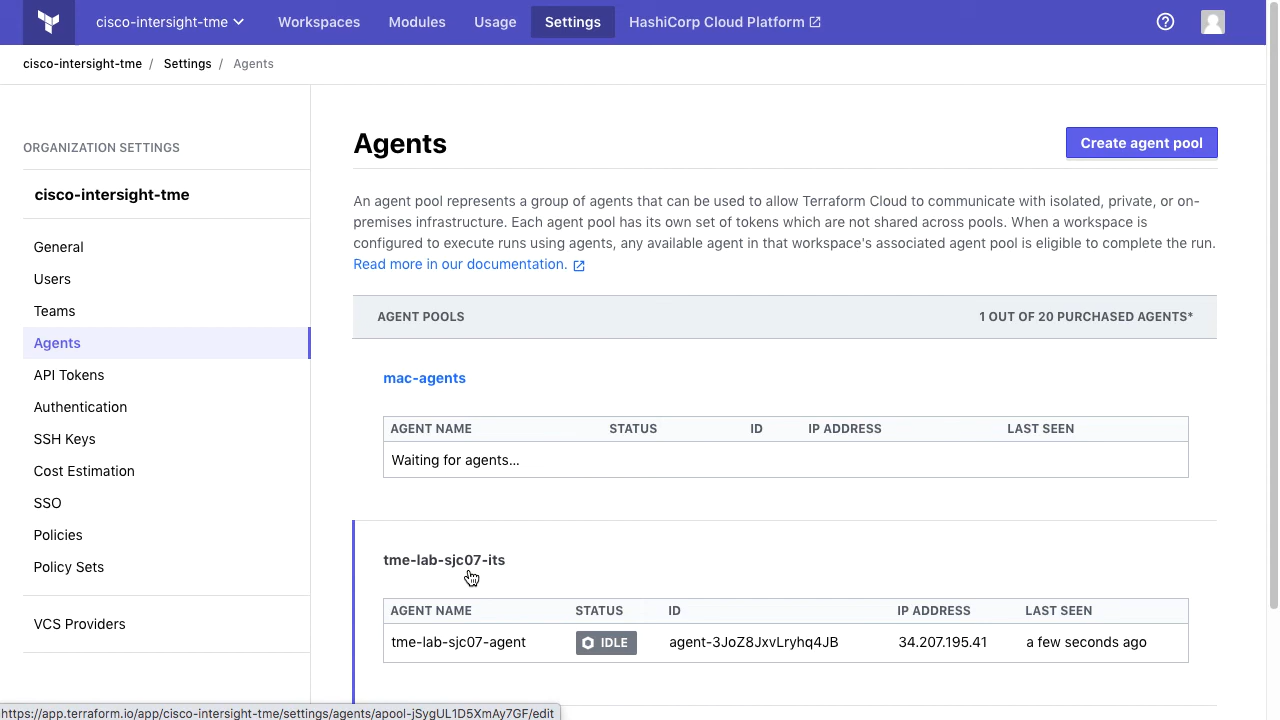 cisco-intersight-tme Workspaces Modules Usage Settings HashiCorp Cloud Platform
cisco-intersight-tme / Settings / Agents
ORGANIZATION SETTINGS
cisco-intersight-tme
General
Users
Teams
Agents
API Tokens
Authentication
SSH Keys
Cost Estimation
SSO
Policies
Policy Sets
VCS Providers
Agents
Create agent pool
An agent pool represents a group of agents that can be used to allow Terraform Cloud to communicate with isolated, private, or on-
premises infrastructure. Each agent pool has its own set of tokens which are not shared across pools. When a workspace is
configured to execute runs using agents, any available agent in that workspace's associated agent pool is eligible to complete the run.
Read more in our documentation.
AGENT POOLS 1 OUT OF 20 PURCHASED AGENTS*
mac-agents
AGENT NAME STATUS ID IP ADDRESS LAST SEEN
Waiting for agents...
tme-lab-sjc07-its
AGENT NAME STATUS ID IP ADDRESS LAST SEEN
tme-lab-sjc07-agent IDLE agent-3JoZ8JxvLryhq4JB 34.207.195.41 a few seconds ago
https://app.terraform.io/app/cisco-intersight-tme/settings/agents/apool-jSygUL1D5XmAy7GF/edit